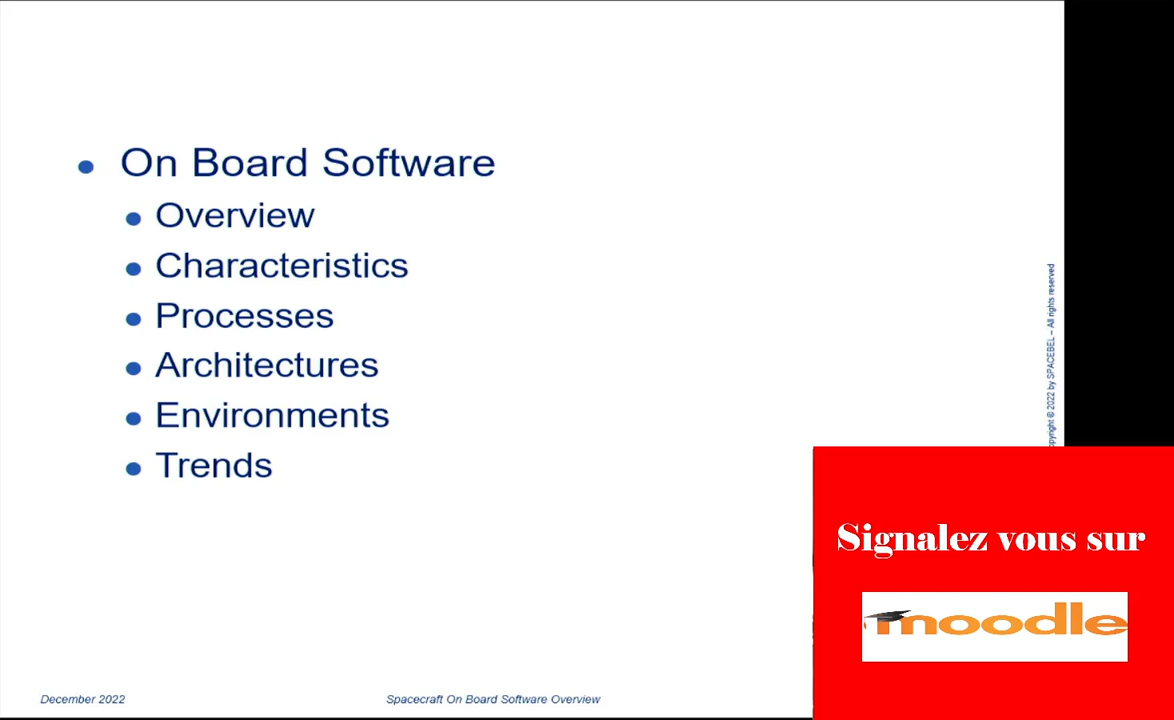 On Board Software
Overview
Characteristics
Processes
Architectures
Environments
Trends
opyright © 2022 by SPACEBEL – All rights reserved
Signalez vous sur
moodle
December 2022
Spacecraft On Board Software Overview